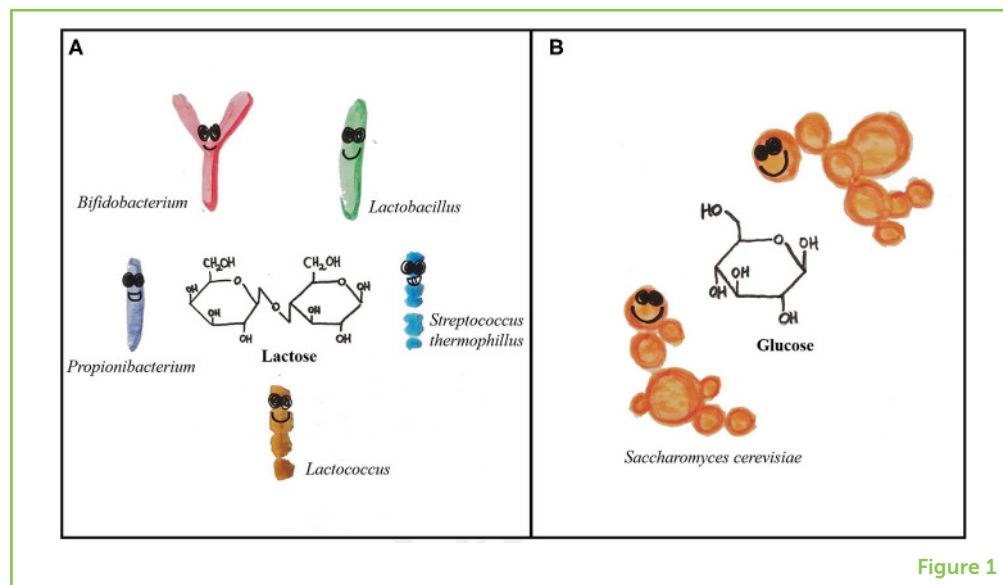 A
B
Bifidobacterium
Lactobacillus
HO
O
OH
OH
OH
OH
CH2OH
O
OH
OH
OH
O
CH2OH
O
OH
OH
OH
Lactose
Streptococcus
thermophillus
Propionibacterium
Glucose
Lactococcus
Saccharomyces cerevisiae
Figure 1